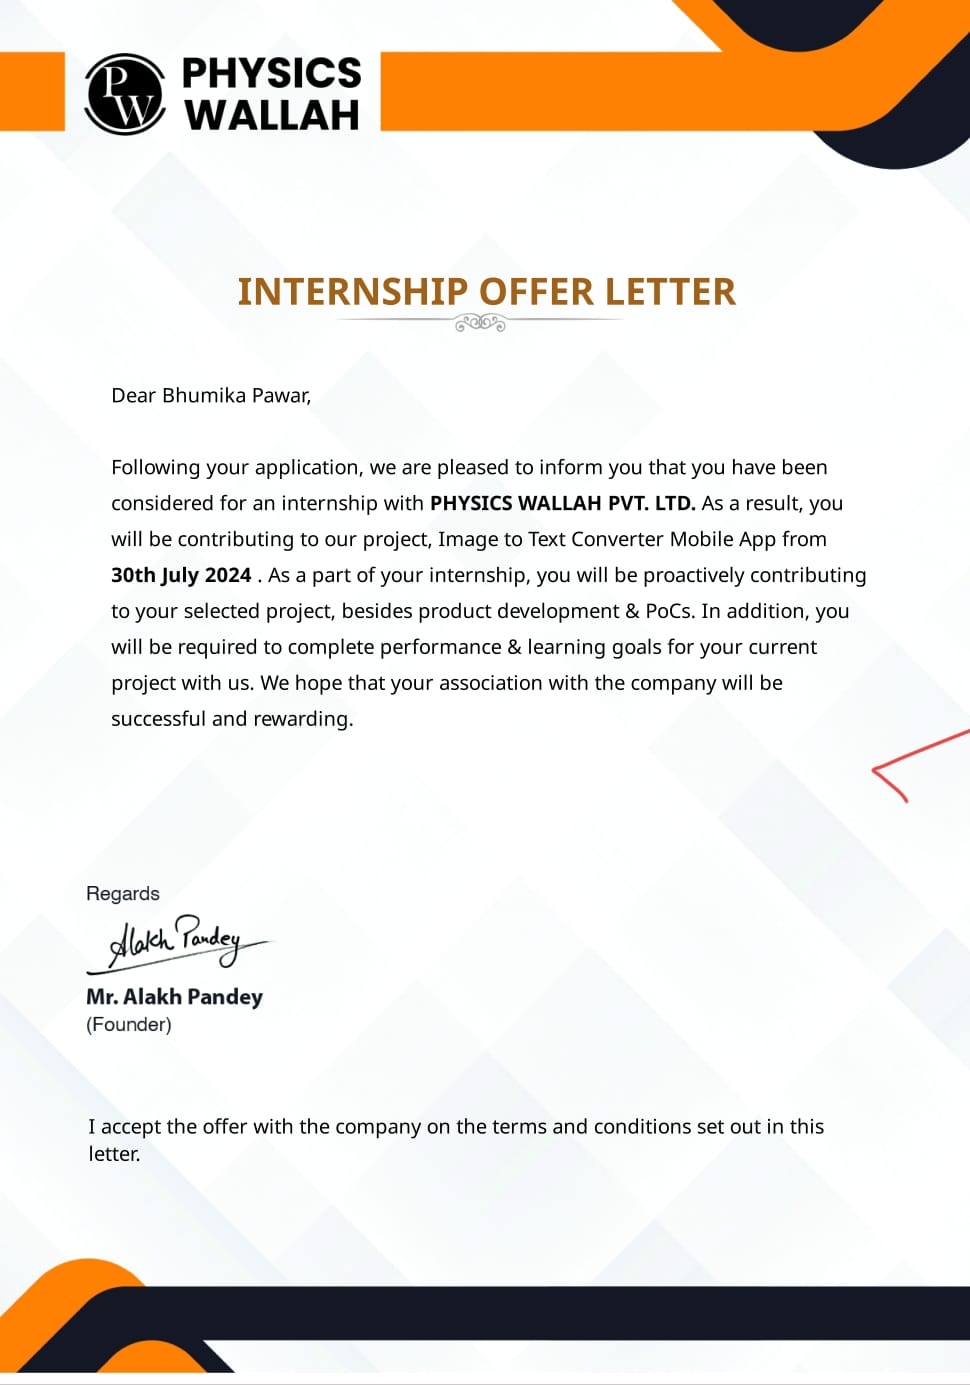 PW PHYSICS
WALLAH
INTERNSHIP OFFER LETTER
Dear Bhumika Pawar,
Following your application, we are pleased to inform you that you have been
considered for an internship with PHYSICS WALLAH PVT. LTD. As a result, you
will be contributing to our project, Image to Text Converter Mobile App from
30th July 2024 . As a part of your internship, you will be proactively contributing
to your selected project, besides product development & PoCs. In addition, you
will be required to complete performance & learning goals for your current
project with us. We hope that your association with the company will be
successful and rewarding.
Regards
Alakh Pandey
Mr. Alakh Pandey
(Founder)
I accept the offer with the company on the terms and conditions set out in this
letter.